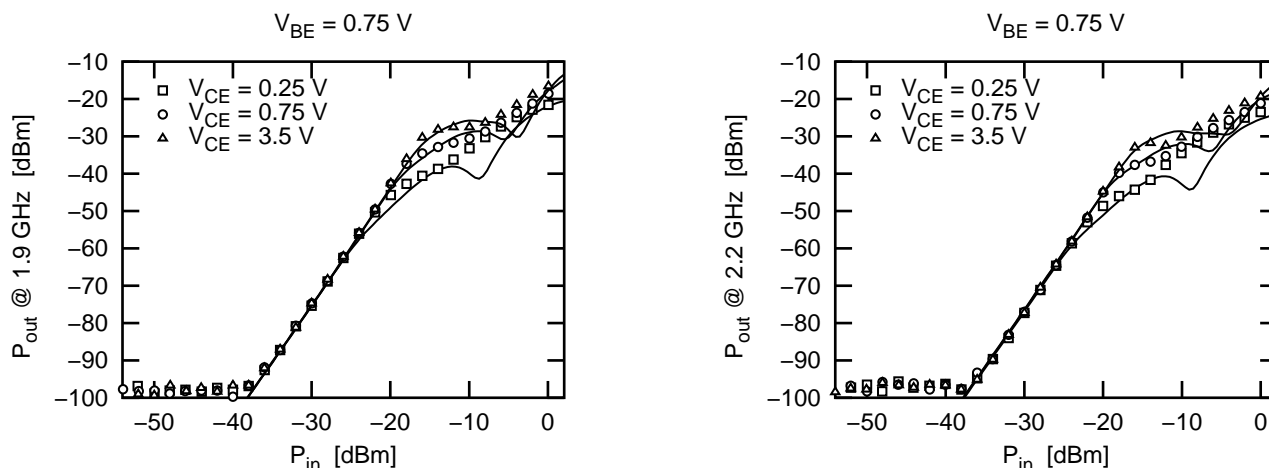 V_BE = 0.75 V
−10
−20
−30
−40
−50
−60
−70
−80
−90
−100
P_out @ 1.9 GHz [dBm]
V_CE = 0.25 V
V_CE = 0.75 V
V_CE = 3.5 V
−50 −40 −30 −20 −10 0
P_in [dBm]
V_BE = 0.75 V
−10
−20
−30
−40
−50
−60
−70
−80
−90
−100
P_out @ 2.2 GHz [dBm]
V_CE = 0.25 V
V_CE = 0.75 V
V_CE = 3.5 V
−50 −40 −30 −20 −10 0
P_in [dBm]